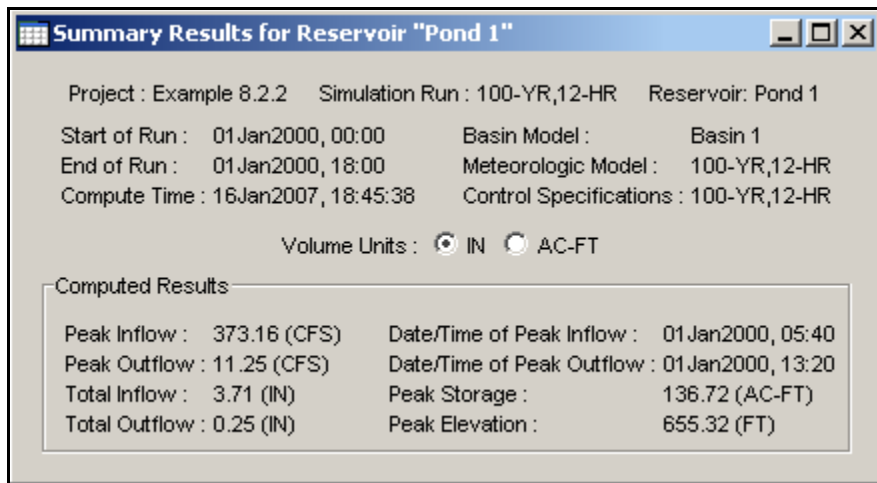 Summary Results for Reservoir "Pond 1"
Project : Example 8.2.2 Simulation Run : 100-YR,12-HR Reservoir: Pond 1
Start of Run : 01Jan2000, 00:00 Basin Model : Basin 1
End of Run : 01Jan2000, 18:00 Meteorologic Model : 100-YR,12-HR
Compute Time : 16Jan2007, 18:45:38 Control Specifications : 100-YR,12-HR
Volume Units : IN AC-FT
Computed Results
Peak Inflow : 373.16 (CFS) Date/Time of Peak Inflow : 01Jan2000, 05:40
Peak Outflow : 11.25 (CFS) Date/Time of Peak Outflow : 01Jan2000, 13:20
Total Inflow : 3.71 (IN) Peak Storage : 136.72 (AC-FT)
Total Outflow : 0.25 (IN) Peak Elevation : 655.32 (FT)